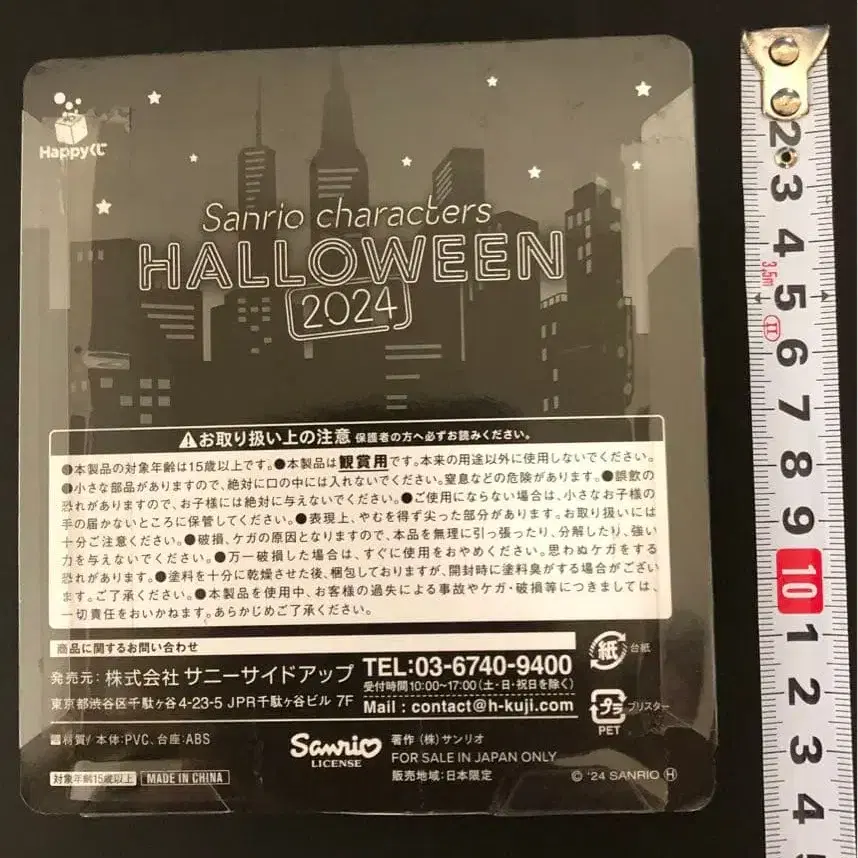 Happyくじ
Sanrio characters
HALLOWEEN
2024
お取り扱い上の注意 保護者の方へ必ずお読みください。
●本製品の対象年齢は15歳以上です。●本製品は観賞用です。本来の用途以外に使用しないでください。
●小さな部品がありますので、絶対に口の中には入れないでください。窒息などの危険があります。●誤飲の
恐れがありますので、お子様には絶対に与えないでください。●ご使用にならない場合は、小さなお子様の
手の届かないところに保管してください。●表現上、やむを得ず尖った部分があります。お取り扱いには
十分ご注意ください。●破損、ケガの原因となりますので、本品を無理に引っ張ったり、分解したり、強い
力を与えないでください。●万一破損した場合は、すぐに使用をおやめください。思わぬケガをする
恐れがあります。●塗料を十分に乾燥させた後、梱包しておりますが、開封時に塗料臭がする場合がござい
ます。ご了承ください。●本製品を使用中、お客様の過失による事故やケガ・破損等につきましては、
一切責任をおいかねます。あらかじめご了承ください。
商品に関するお問い合わせ
発売元：株式会社 サニーサイドアップ
東京都渋谷区千駄ヶ谷4-23-5 JPR千駄ヶ谷ビル 7F
TEL:03-6740-9400
受付時間10:00~17:00(土・日・祝日を除く)
Mail : contact@h-kuji.com
紙 台紙
プラ ブリスター
PET
材質/ 本体:PVC、台座:ABS
対象年齢15歳以上 MADE IN CHINA
Sanrio
LICENSE
著作 (株)サンリオ
FOR SALE IN JAPAN ONLY
販売地域:日本限定
© '24 SANRIO Ⓗ
2
3
4
3.5m
5
II
6
7
8
9
10
1
2
3
4